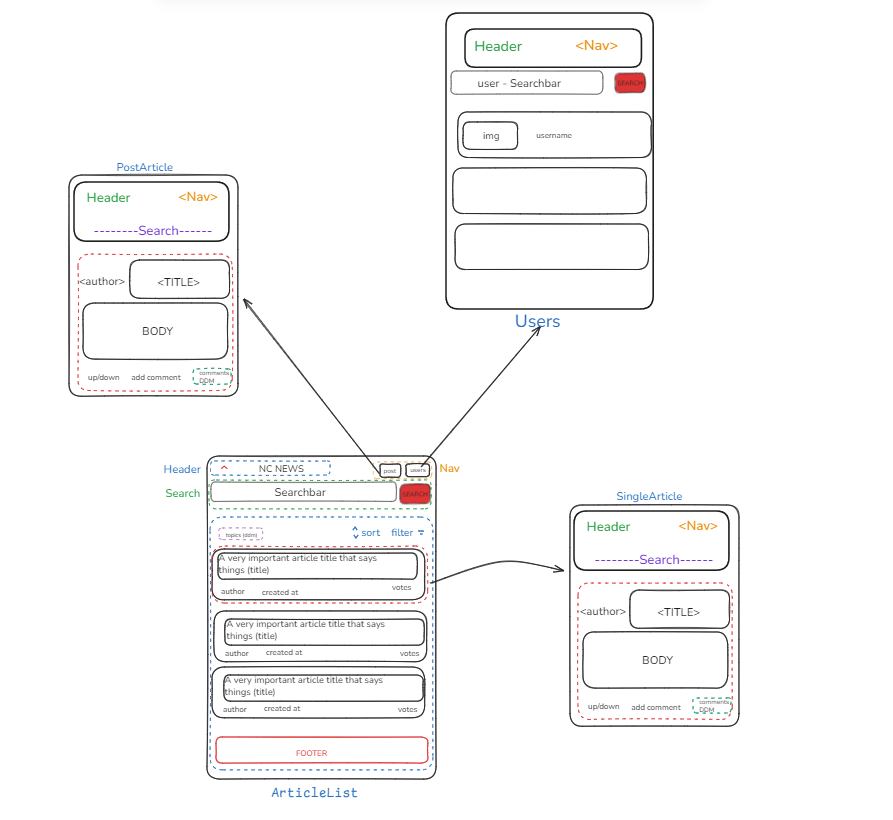 Header <Nav>
user - Searchbar SEARCH
img username
Users
PostArticle
Header <Nav>
--------Search------
<author> <TITLE>
BODY
up/down add comment comments
DDM
Header NC NEWS post users Nav
Search Searchbar SEARCH
topics (ddm) sort filter
A very important article title that says
things (title)
author created at votes
A very important article title that says
things (title)
author created at votes
A very important article title that says
things (title)
author created at votes
FOOTER
ArticleList
SingleArticle
Header <Nav>
-------Search------
<author> <TITLE>
BODY
up/down add comment comments
DDM